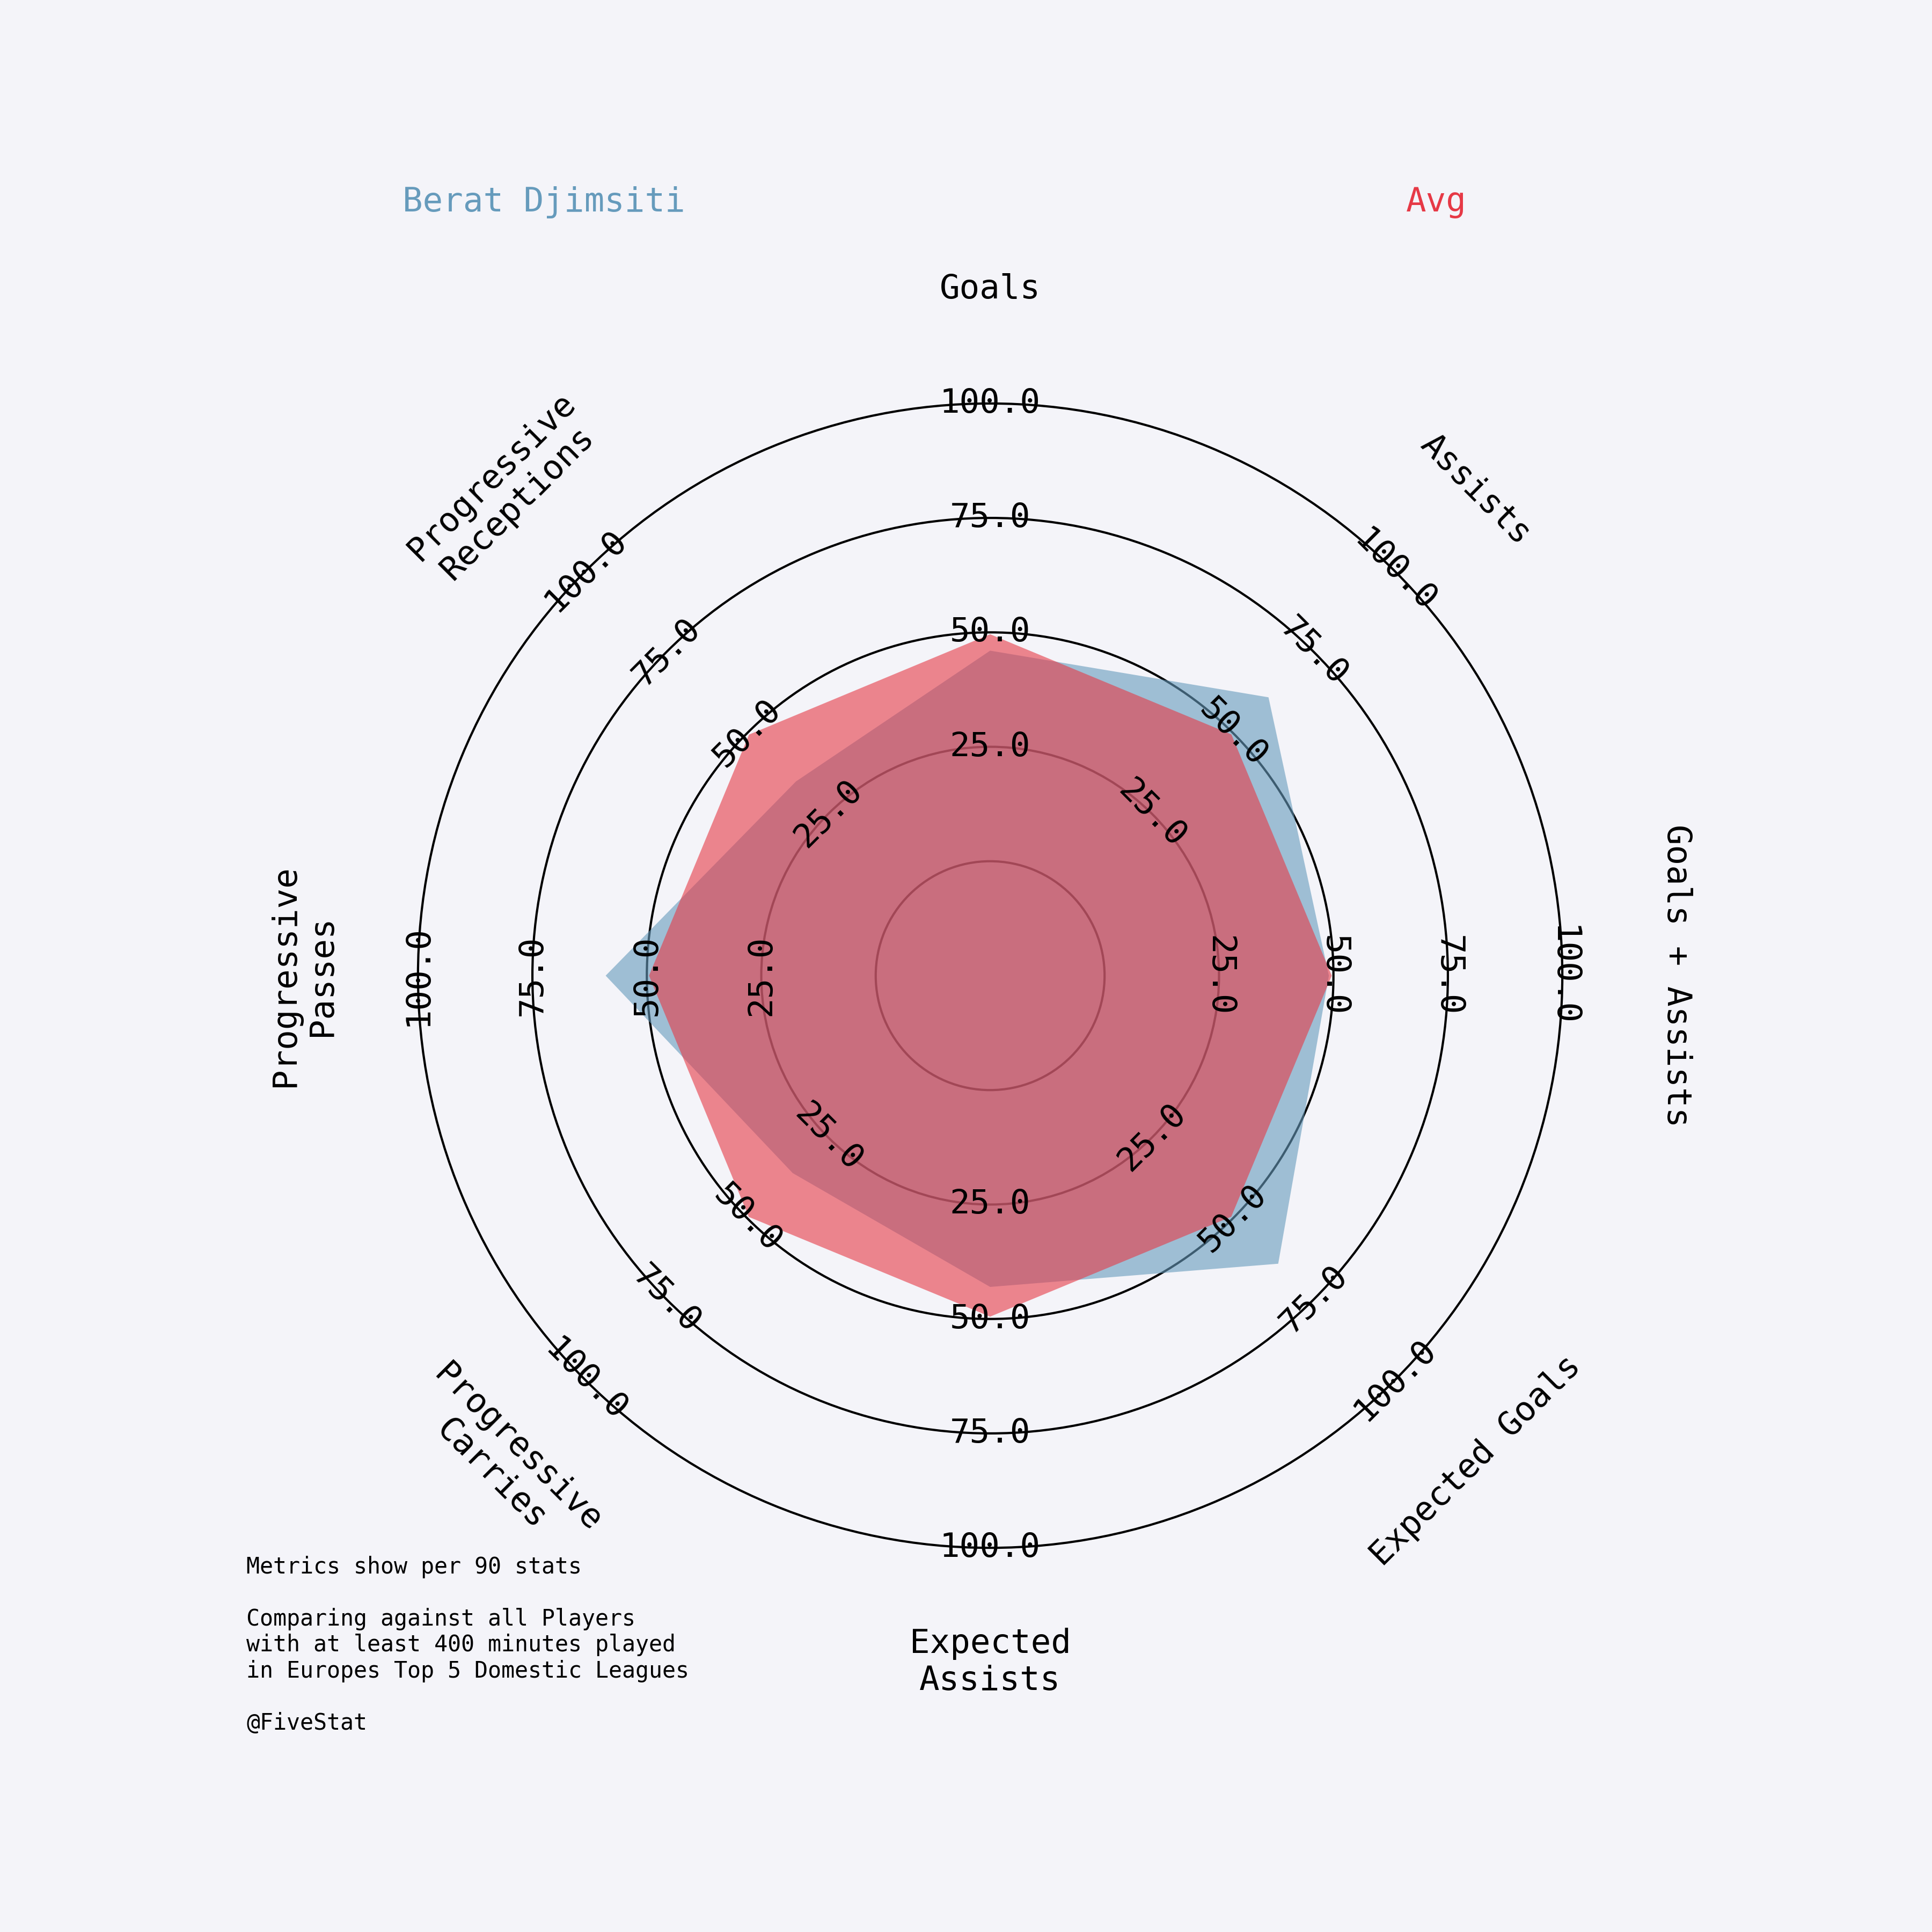 Berat Djimsiti
Avg
Goals
Assists
Goals + Assists
Expected Goals
Expected
Assists
Progressive
Carries
Progressive
Passes
Progressive
Receptions
25.0
50.0
75.0
100.0
25.0
50.0
75.0
100.0
25.0
50.0
75.0
100.0
25.0
50.0
75.0
100.0
25.0
50.0
75.0
100.0
25.0
50.0
75.0
100.0
25.0
50.0
75.0
100.0
25.0
50.0
75.0
100.0
Metrics show per 90 stats
Comparing against all Players
with at least 400 minutes played
in Europes Top 5 Domestic Leagues
@FiveStat